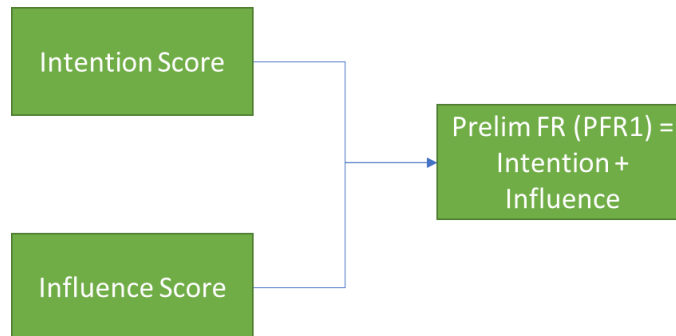 Intention Score
Prelim FR (PFR1) =
Intention +
Influence
Influence Score